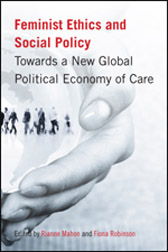 Feminist Ethics and
Social Policy
Towards a New Global
Political Economy of Care
Edited by Rianne Mahon and Fiona Robinson